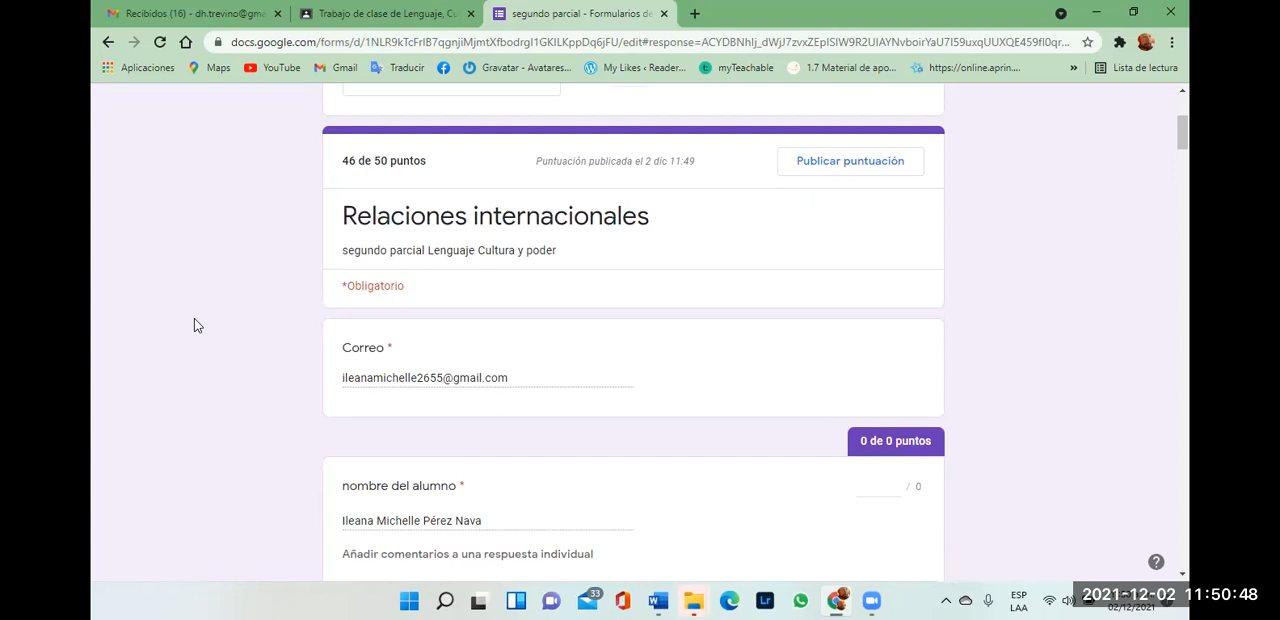 Recibidos (16) - dh.trevino@gm
Trabajo de clase de Lenguaje, Cu
segundo parcial - Formularios de
docs.google.com/forms/d/1NLR9kTcFrlB7qgnjiMjmtXfbodrgI1GKILKppDq6jFU/edit#response=ACYDBNhIj_dWJ7zvxZEpISIW9R2UIAYNvboirYaU7I59uxqUUXQE459fI0qr...
Aplicaciones Maps YouTube Gmail Traducir Gravatar - Avatares... My Likes ‹ Reader... myTeachable 1.7 Material de apo... https://online.aprin.... » Lista de lectura
46 de 50 puntos
Puntuación publicada el 2 dic 11:49
Publicar puntuación
Relaciones internacionales
segundo parcial Lenguaje Cultura y poder
*Obligatorio
Correo *
ileanamichelle2655@gmail.com
0 de 0 puntos
nombre del alumno *
/ 0
Ileana Michelle Pérez Nava
Añadir comentarios a una respuesta individual
33
ESP
LAA
2021-12-02 11:50:48
02/12/2021